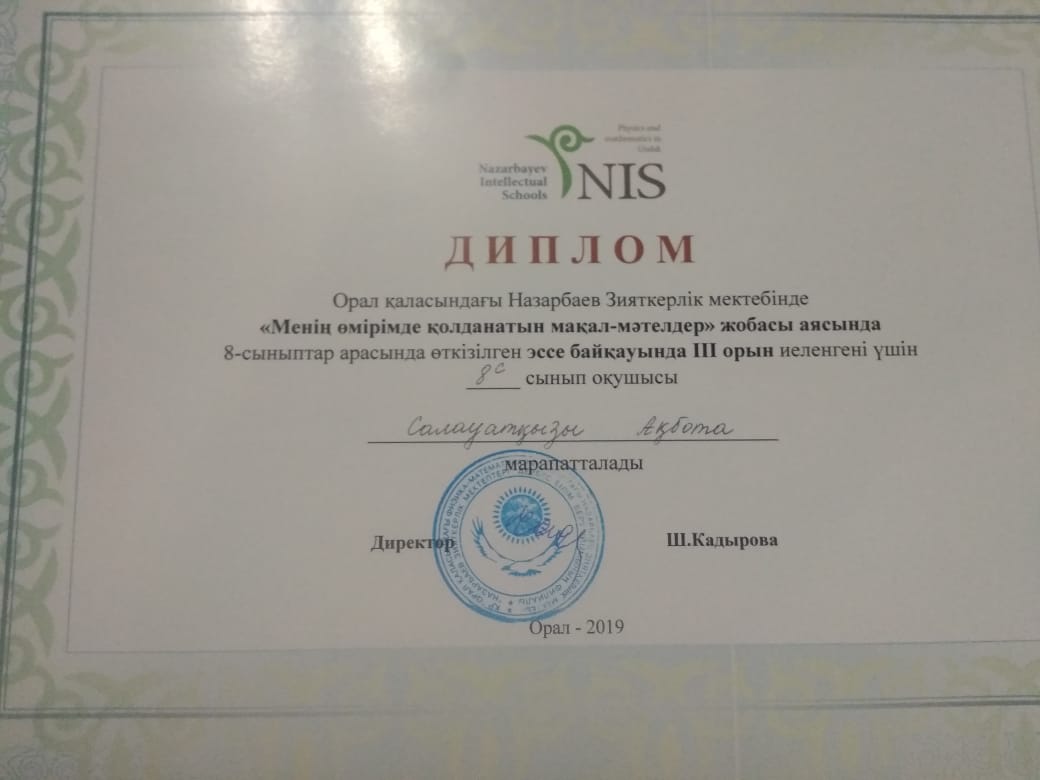 Physics and
mathematics in
Uralsk
Nazarbayev
Intellectual
Schools
NIS
ДИПЛОМ
Орал қаласындағы Назарбаев Зияткерлік мектебінде
«Менің өмірімде қолданатын мақал-мәтелдер» жобасы аясында
8-сыныптар арасында өткізілген эссе байқауында III орын иеленгені үшін
8 с сынып оқушысы
Салауатқызы Ақбота
марапатталады
Директор Ш.Кадырова
Орал - 2019